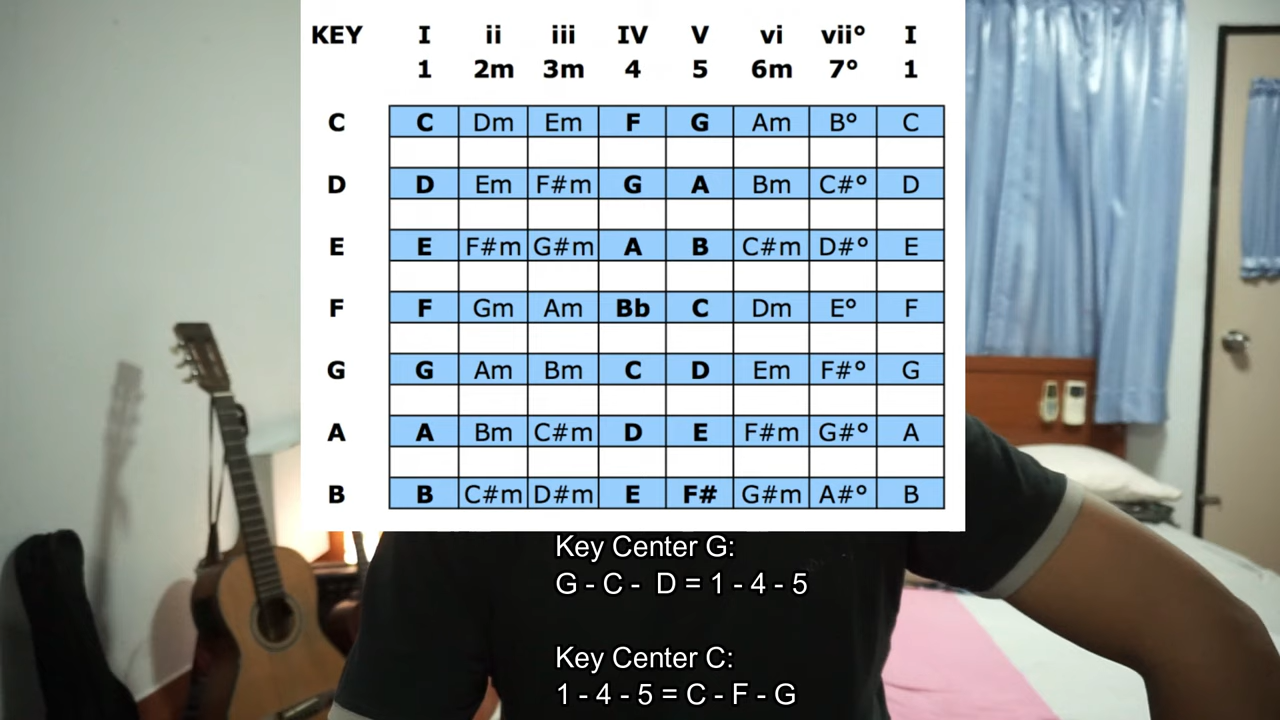 KEY I ii iii IV V vi vii° I
1 2m 3m 4 5 6m 7° 1
C C Dm Em F G Am B° C
D D Em F#m G A Bm C#° D
E E F#m G#m A B C#m D#° E
F F Gm Am Bb C Dm E° F
G G Am Bm C D Em F#° G
A A Bm C#m D E F#m G#° A
B B C#m D#m E F# G#m A#° B
Key Center G:
G - C - D = 1 - 4 - 5
Key Center C:
1 - 4 - 5 = C - F - G